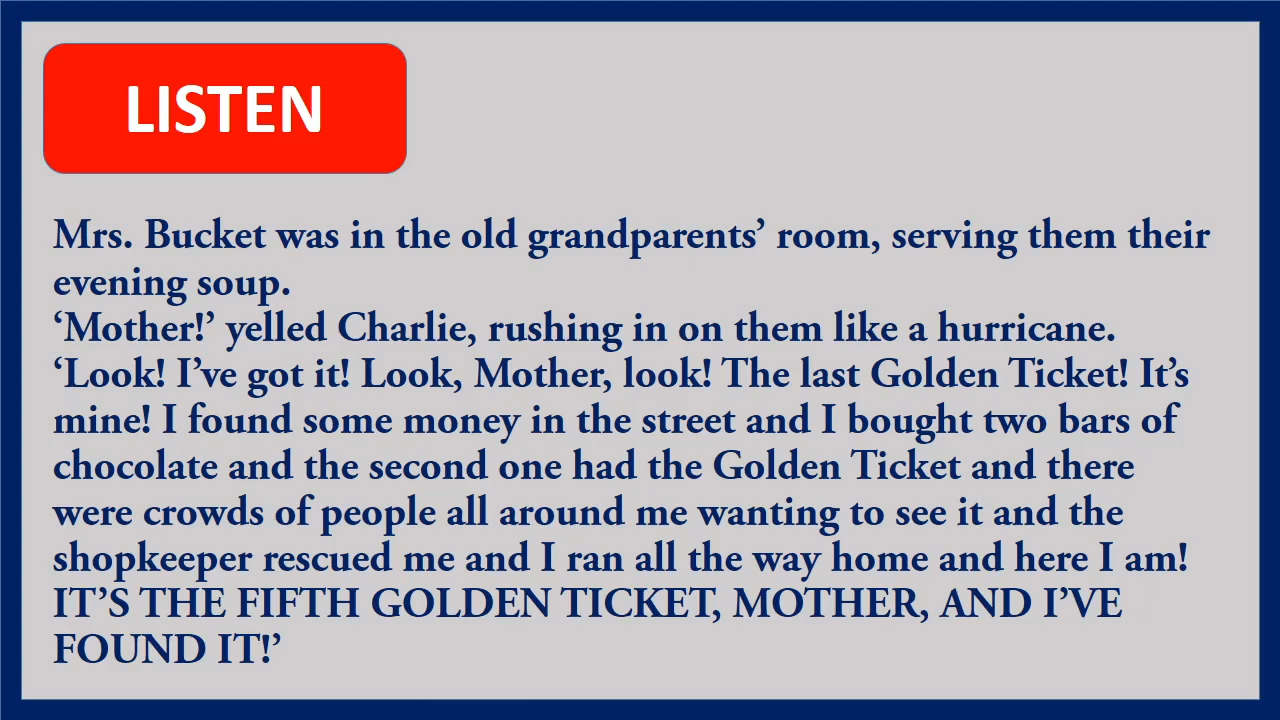 LISTEN
Mrs. Bucket was in the old grandparents’ room, serving them their
evening soup.
‘Mother!’ yelled Charlie, rushing in on them like a hurricane.
‘Look! I’ve got it! Look, Mother, look! The last Golden Ticket! It’s
mine! I found some money in the street and I bought two bars of
chocolate and the second one had the Golden Ticket and there
were crowds of people all around me wanting to see it and the
shopkeeper rescued me and I ran all the way home and here I am!
IT’S THE FIFTH GOLDEN TICKET, MOTHER, AND I’VE
FOUND IT!’